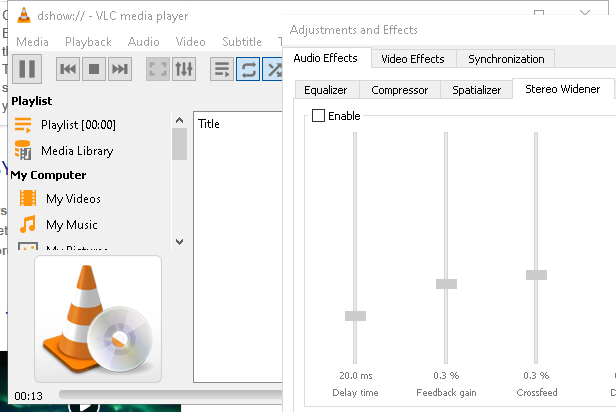 dshow:// - VLC media player
Media Playback Audio Video Subtitle T
Playlist
Playlist [00:00]
Media Library
My Computer
My Videos
My Music
My Pictures
Title
00:13
Adjustments and Effects
Audio Effects Video Effects Synchronization
Equalizer Compressor Spatializer Stereo Widener
Enable
20.0 ms 0.3 % 0.3 %
Delay time Feedback gain Crossfeed D